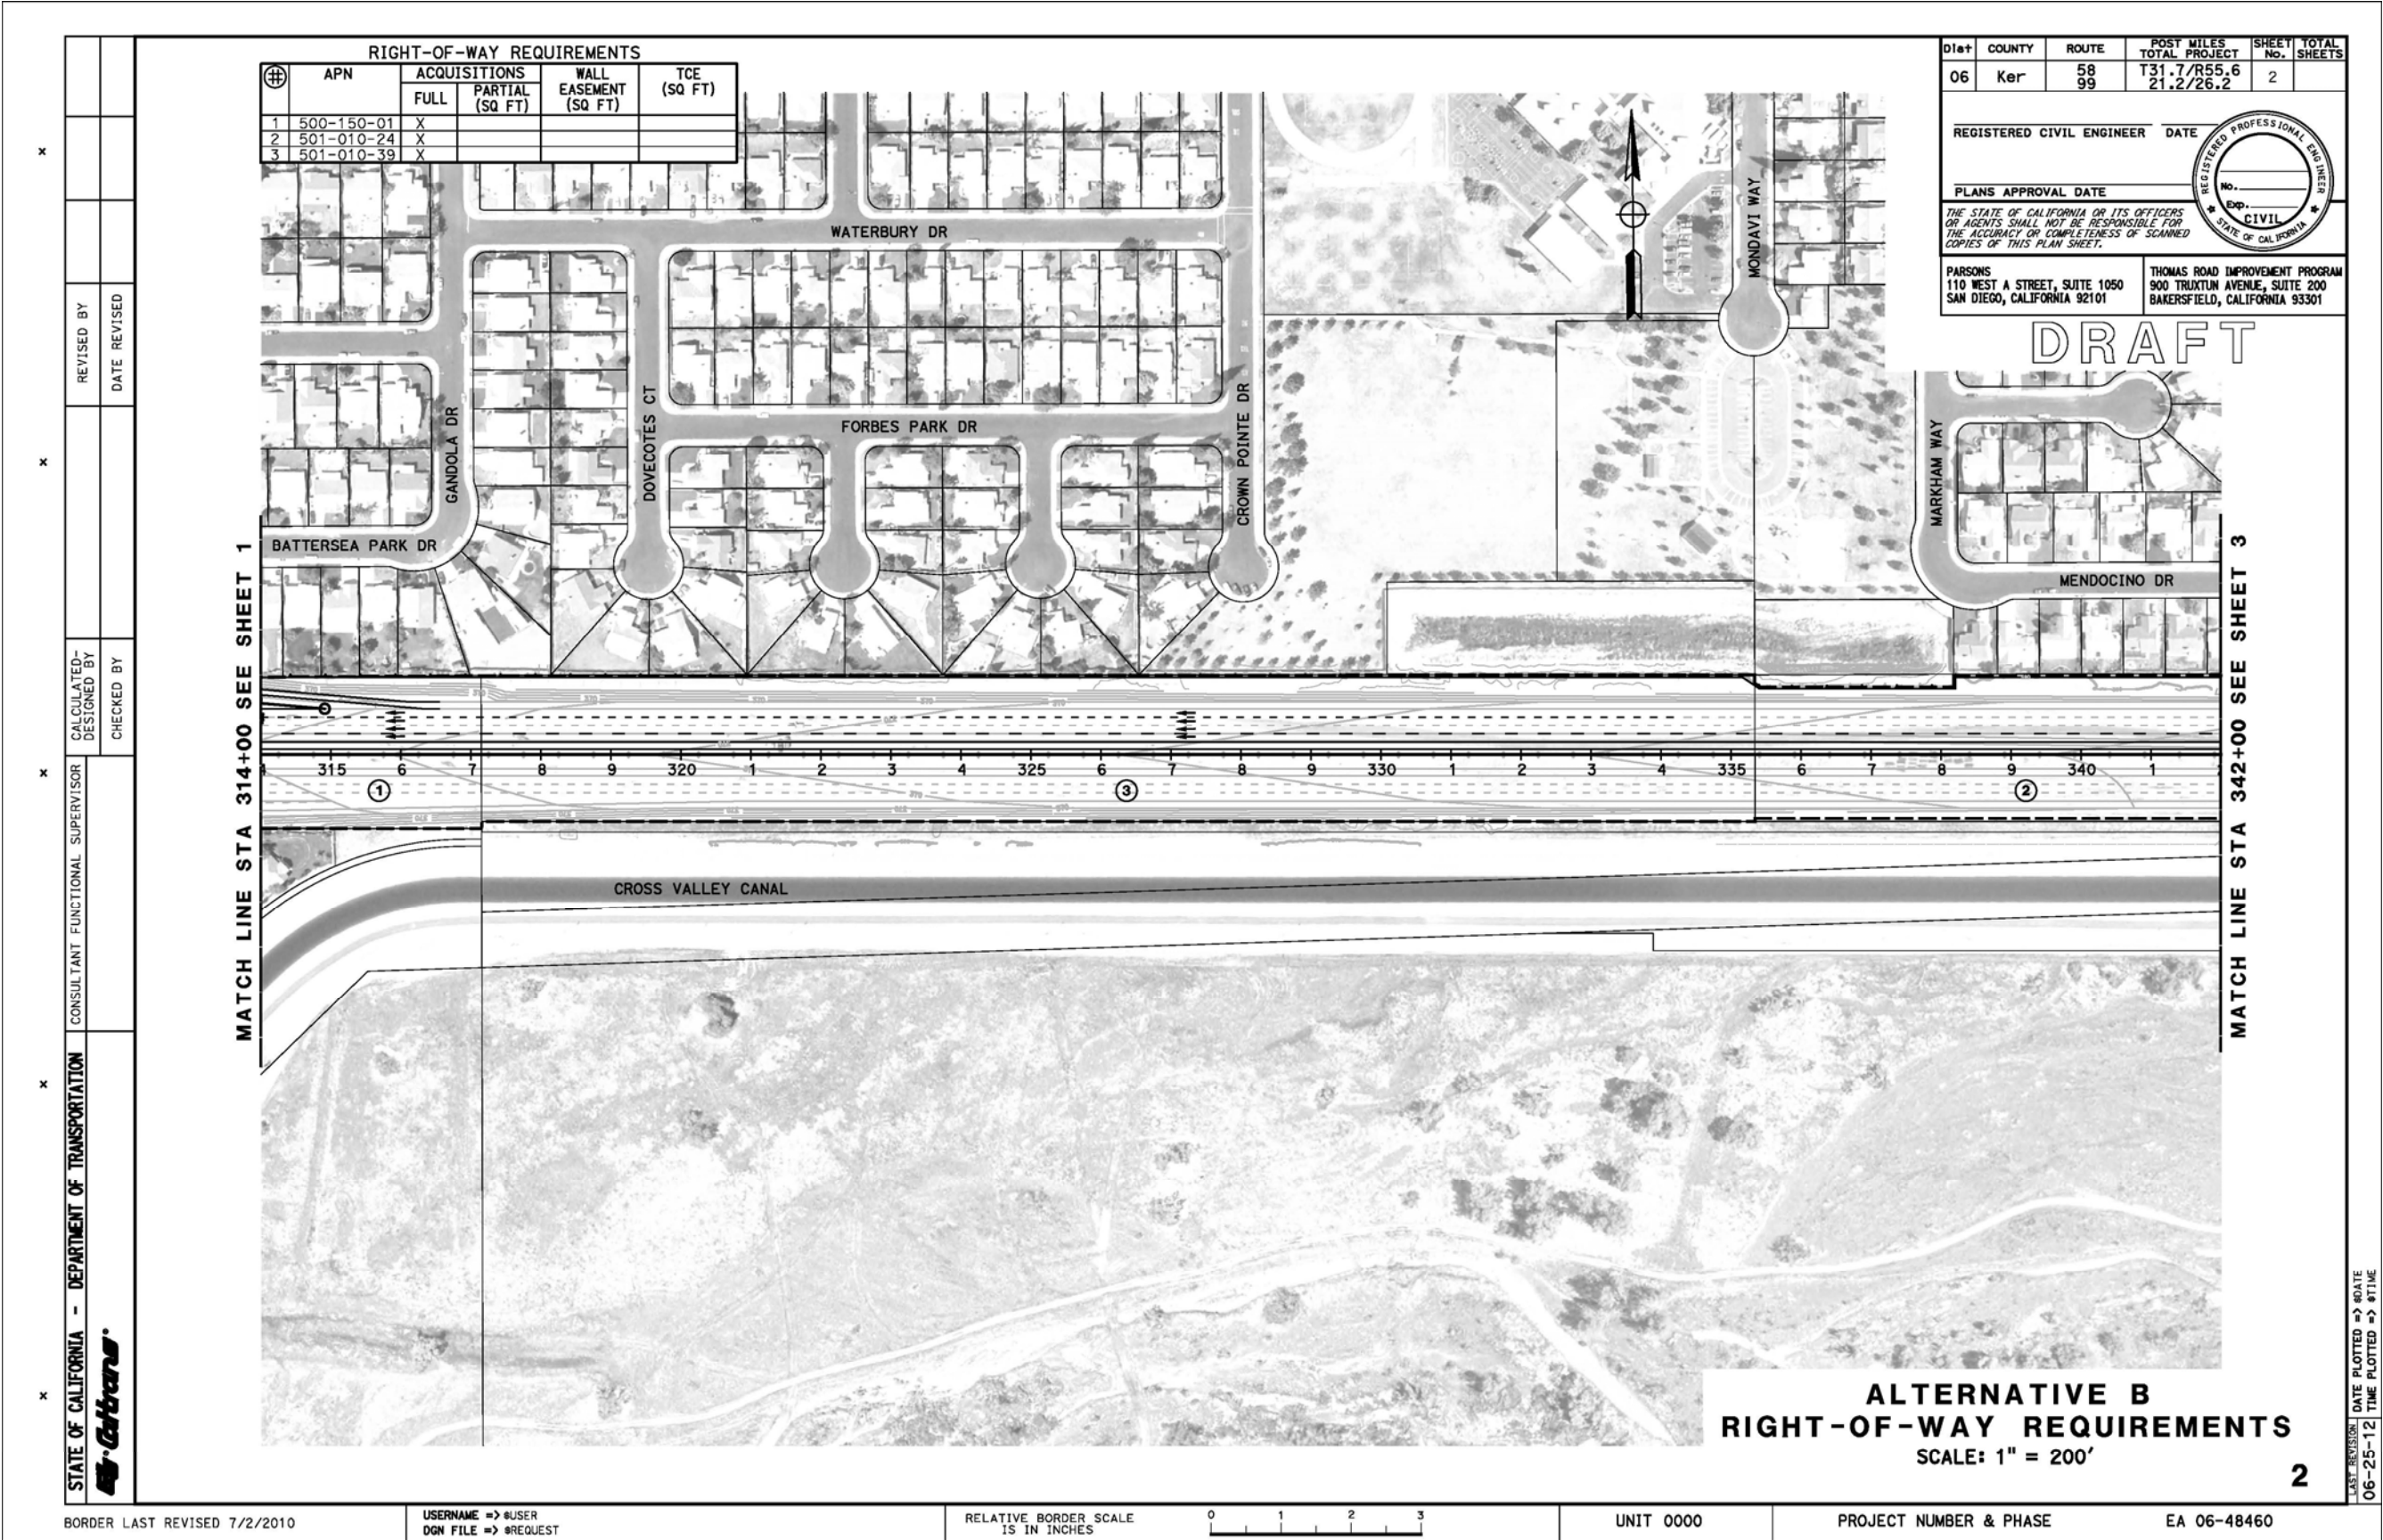 RIGHT-OF-WAY REQUIREMENTS
# APN ACQUISITIONS WALL EASEMENT (SQ FT) TCE (SQ FT)
FULL PARTIAL (SQ FT)
1 500-150-01 X
2 501-010-24 X
3 501-010-39 X
Dist COUNTY ROUTE POST MILES TOTAL PROJECT SHEET No. TOTAL SHEETS
06 Ker 58 99 T31.7/R55.6 21.2/26.2 2
REGISTERED CIVIL ENGINEER DATE
PLANS APPROVAL DATE
THE STATE OF CALIFORNIA OR ITS OFFICERS
OR AGENTS SHALL NOT BE RESPONSIBLE FOR
THE ACCURACY OR COMPLETENESS OF SCANNED
COPIES OF THIS PLAN SHEET.
REGISTERED PROFESSIONAL ENGINEER
No.
Exp.
CIVIL
STATE OF CALIFORNIA
PARSONS
110 WEST A STREET, SUITE 1050
SAN DIEGO, CALIFORNIA 92101
THOMAS ROAD IMPROVEMENT PROGRAM
900 TRUXTUN AVENUE, SUITE 200
BAKERSFIELD, CALIFORNIA 93301
DRAFT
WATERBURY DR
MONDAVI WAY
GANDOLA DR
DOVECOTES CT
FORBES PARK DR
CROWN POINTE DR
MARKHAM WAY
BATTERSEA PARK DR
MENDOCINO DR
MATCH LINE STA 314+00 SEE SHEET 1
MATCH LINE STA 342+00 SEE SHEET 3
315 6 7 8 9 320 1 2 3 4 325 6 7 8 9 330 1 2 3 4 335 6 7 8 9 340 1
1 3 2
CROSS VALLEY CANAL
REVISED BY
DATE REVISED
CALCULATED-DESIGNED BY
CHECKED BY
CONSULTANT FUNCTIONAL SUPERVISOR
STATE OF CALIFORNIA - DEPARTMENT OF TRANSPORTATION
Caltrans
ALTERNATIVE B
RIGHT-OF-WAY REQUIREMENTS
SCALE: 1" = 200'
2
LAST REVISION
06-25-12
DATE PLOTTED => $DATE
TIME PLOTTED => $TIME
BORDER LAST REVISED 7/2/2010
USERNAME => $USER
DGN FILE => $REQUEST
RELATIVE BORDER SCALE
IS IN INCHES
0 1 2 3
UNIT 0000
PROJECT NUMBER & PHASE
EA 06-48460